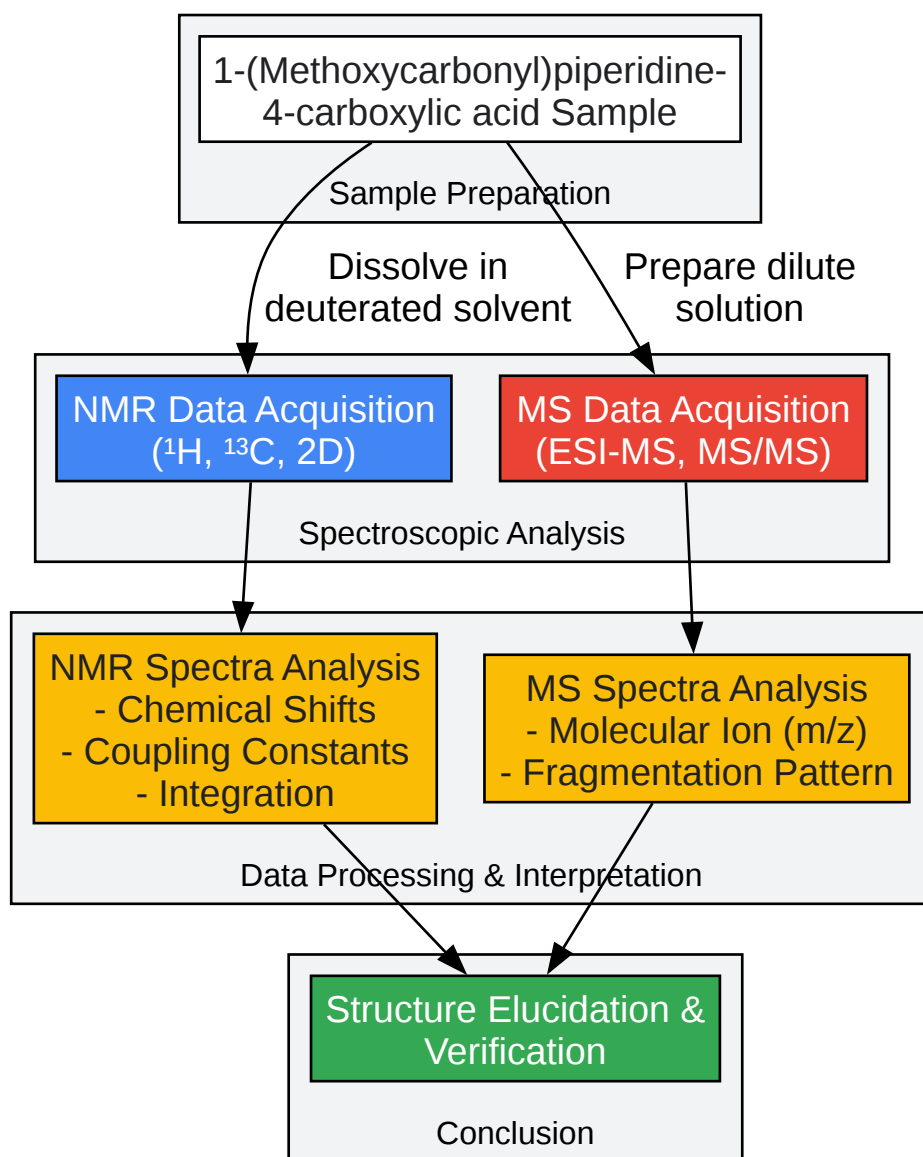 1-(Methoxycarbonyl)piperidine-
4-carboxylic acid Sample
Sample Preparation
Dissolve in
deuterated solvent
Prepare dilute
solution
NMR Data Acquisition
(¹H, ¹³C, 2D)
MS Data Acquisition
(ESI-MS, MS/MS)
Spectroscopic Analysis
NMR Spectra Analysis
- Chemical Shifts
- Coupling Constants
- Integration
MS Spectra Analysis
- Molecular Ion (m/z)
- Fragmentation Pattern
Data Processing & Interpretation
Structure Elucidation &
Verification
Conclusion